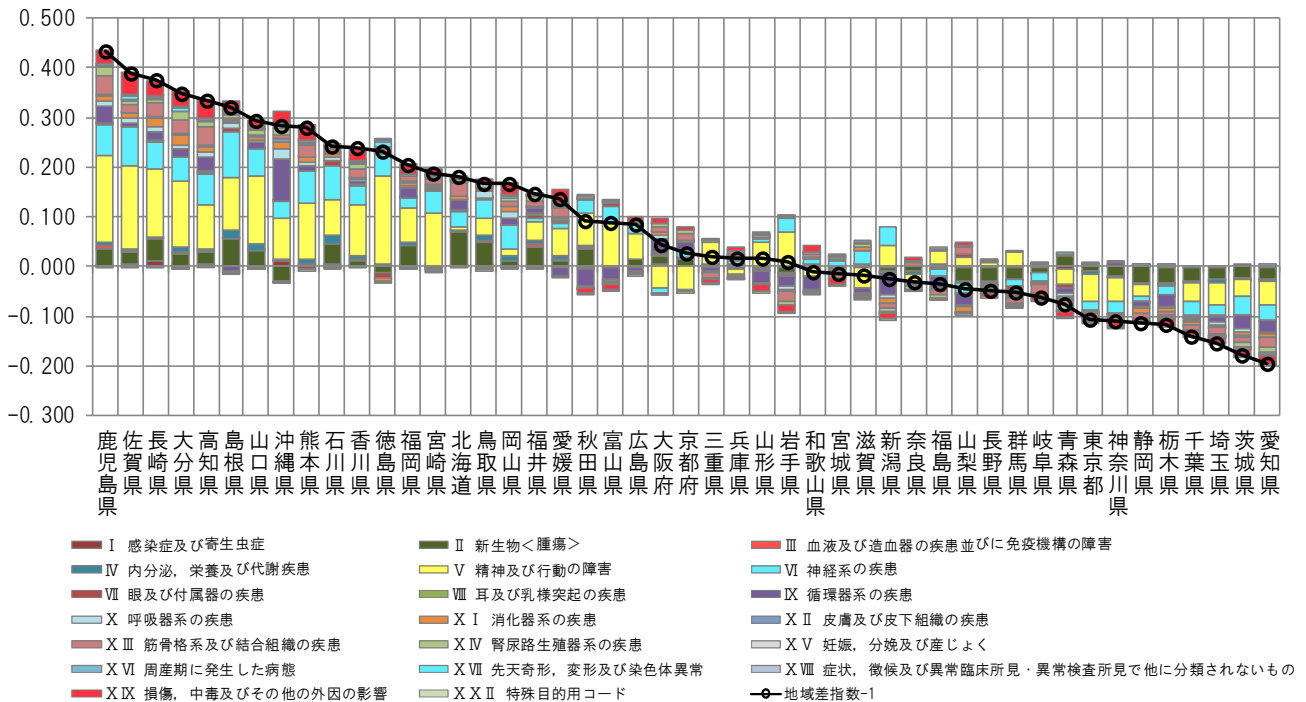 0.500
0.400
0.300
0.200
0.100
0.000
-0.100
-0.200
-0.300
鹿児島県
佐賀県
長崎県
大分県
高知県
島根県
山口県
沖縄県
熊本県
石川県
香川県
徳島県
福岡県
宮崎県
北海道
鳥取県
岡山県
福井県
愛媛県
秋田県
富山県
広島県
大阪府
京都府
三重県
兵庫県
山形県
岩手県
和歌山県
宮城県
滋賀県
新潟県
奈良県
福島県
山梨県
長野県
群馬県
岐阜県
青森県
東京都
神奈川県
静岡県
栃木県
千葉県
埼玉県
茨城県
愛知県
Ⅰ 感染症及び寄生虫症
Ⅱ 新生物<腫瘍>
Ⅲ 血液及び造血器の疾患並びに免疫機構の障害
Ⅳ 内分泌，栄養及び代謝疾患
Ⅴ 精神及び行動の障害
Ⅵ 神経系の疾患
Ⅶ 眼及び付属器の疾患
Ⅷ 耳及び乳様突起の疾患
Ⅸ 循環器系の疾患
Ⅹ 呼吸器系の疾患
ⅩⅠ 消化器系の疾患
ⅩⅡ 皮膚及び皮下組織の疾患
ⅩⅢ 筋骨格系及び結合組織の疾患
ⅩⅣ 腎尿路生殖器系の疾患
ⅩⅤ 妊娠，分娩及び産じょく
ⅩⅥ 周産期に発生した病態
ⅩⅦ 先天奇形，変形及び染色体異常
ⅩⅧ 症状，徴候及び異常臨床所見・異常検査所見で他に分類されないもの
ⅩⅨ 損傷，中毒及びその他の外因の影響
ⅩⅩⅡ 特殊目的用コード
地域差指数-1